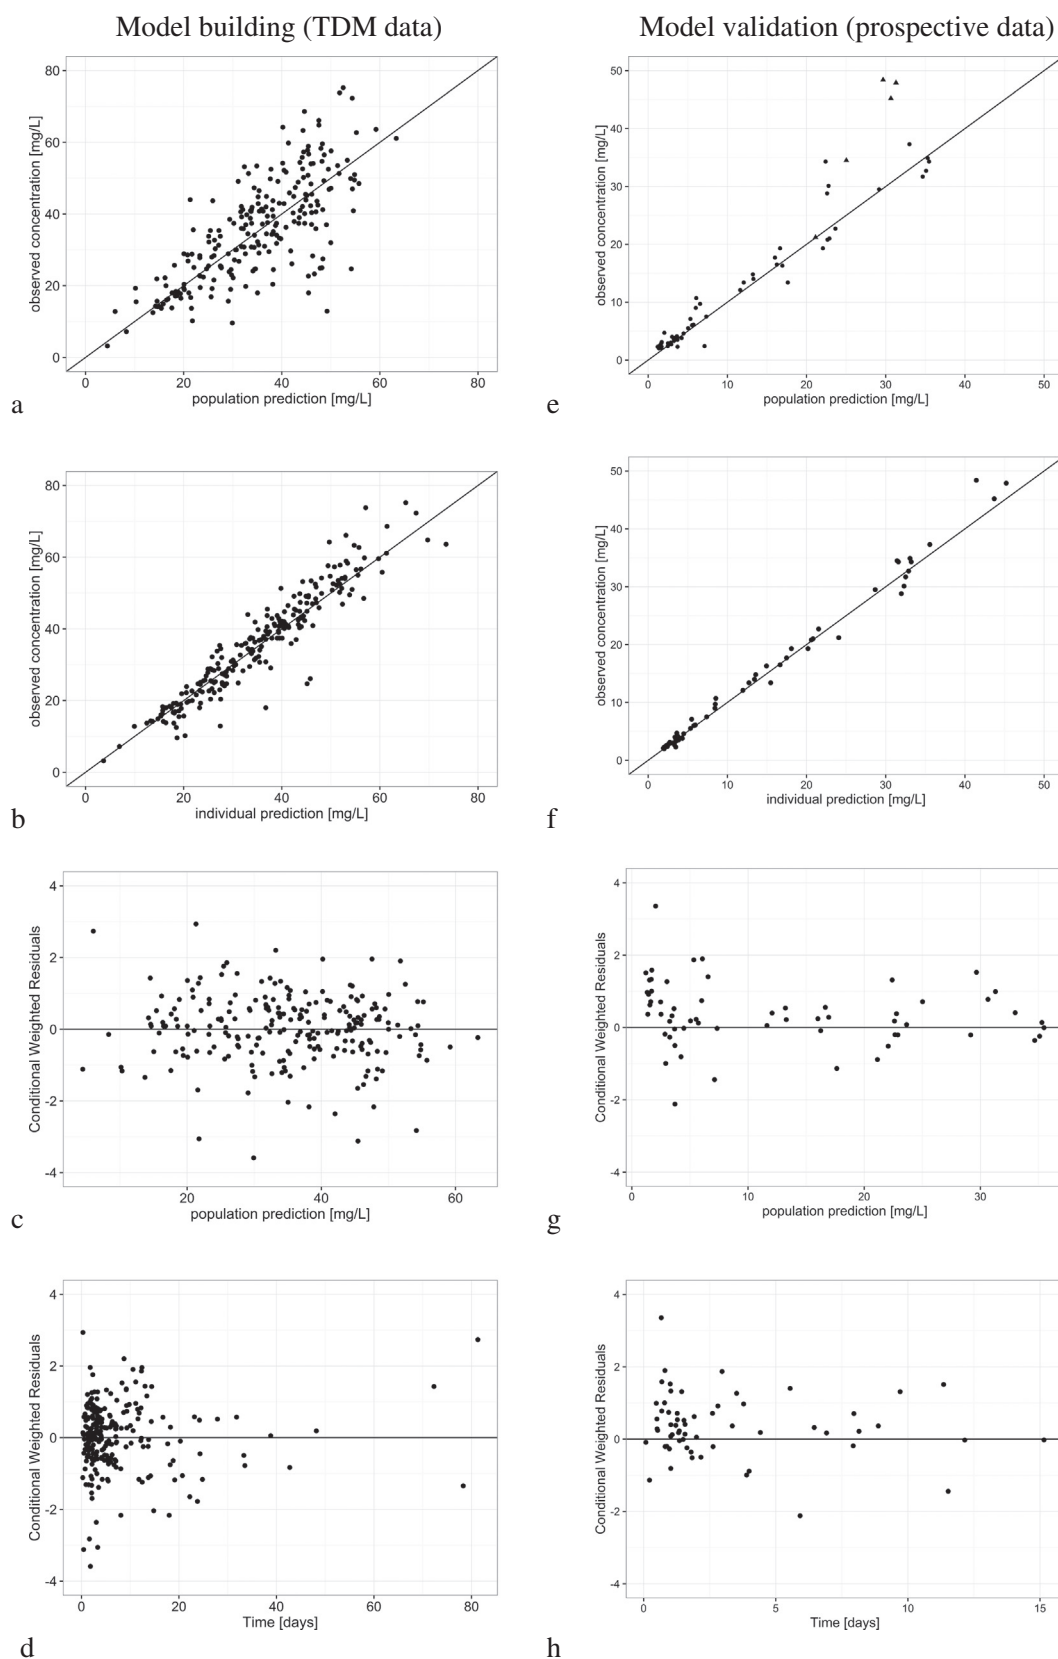 Model building (TDM data)
Model validation (prospective data)
80
60
40
20
0
observed concentration [mg/L]
0 20 40 60 80
population prediction [mg/L]
a
50
40
30
20
10
0
observed concentration [mg/L]
0 10 20 30 40 50
population prediction [mg/L]
e
80
60
40
20
0
observed concentration [mg/L]
0 20 40 60 80
individual prediction [mg/L]
b
50
40
30
20
10
0
observed concentration [mg/L]
0 10 20 30 40 50
individual prediction [mg/L]
f
4
2
0
-2
-4
Conditional Weighted Residuals
20 40 60
population prediction [mg/L]
c
4
2
0
-2
-4
Conditional Weighted Residuals
0 10 20 30
population prediction [mg/L]
g
4
2
0
-2
-4
Conditional Weighted Residuals
0 20 40 60 80
Time [days]
d
4
2
0
-2
-4
Conditional Weighted Residuals
0 5 10 15
Time [days]
h